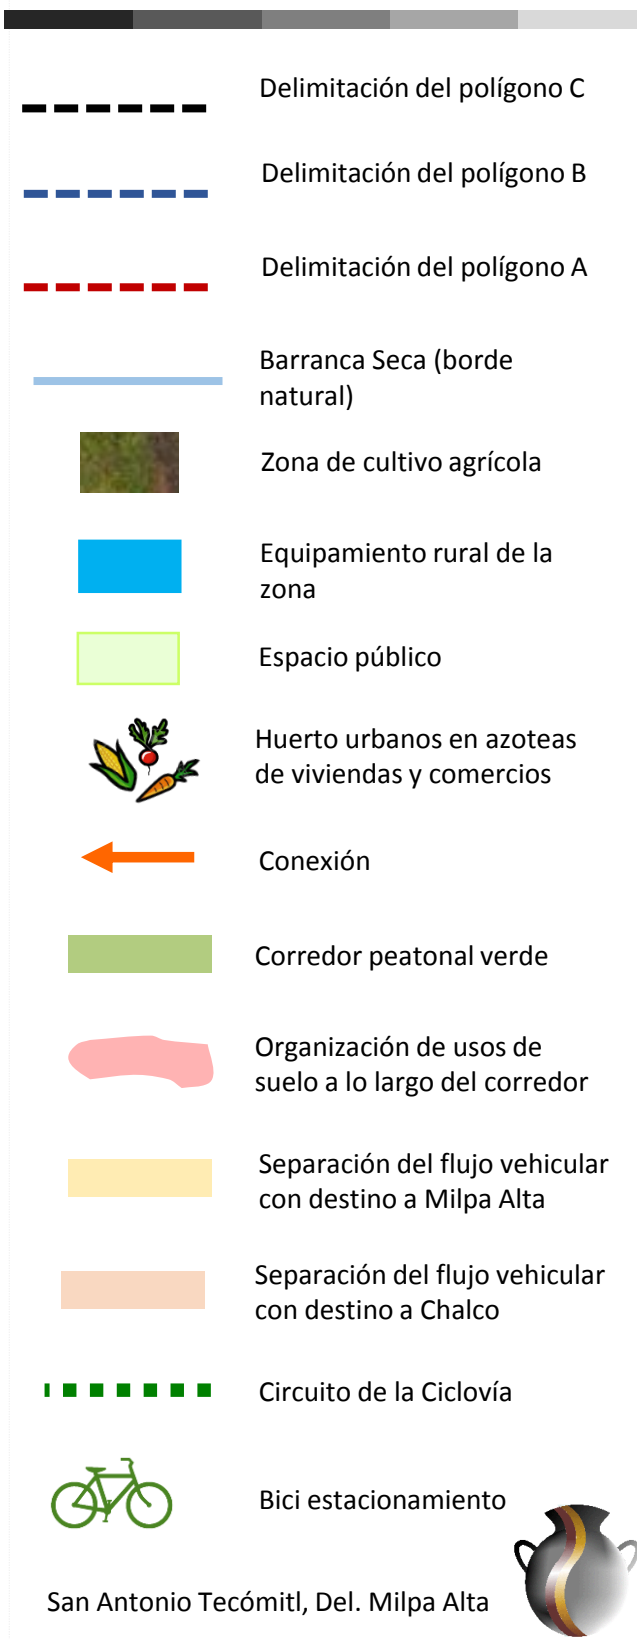 Delimitación del polígono C
Delimitación del polígono B
Delimitación del polígono A
Barranca Seca (borde
natural)
Zona de cultivo agrícola
Equipamiento rural de la
zona
Espacio público
Huerto urbanos en azoteas
de viviendas y comercios
Conexión
Corredor peatonal verde
Organización de usos de
suelo a lo largo del corredor
Separación del flujo vehicular
con destino a Milpa Alta
Separación del flujo vehicular
con destino a Chalco
Circuito de la Ciclovía
Bici estacionamiento
San Antonio Tecómitl, Del. Milpa Alta